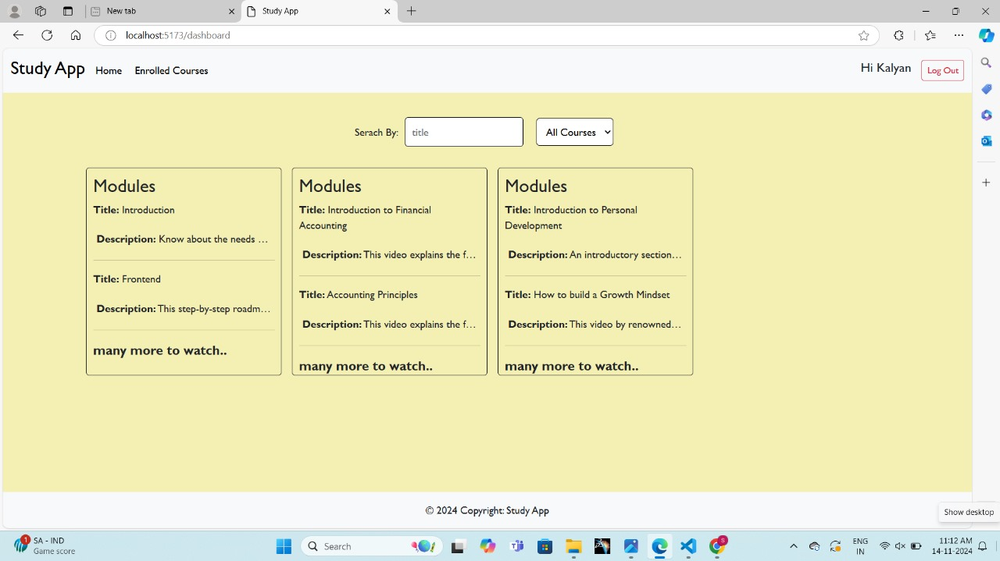 New tab
Study App
localhost:5173/dashboard
Study App Home Enrolled Courses Hi Kalyan Log Out
Serach By: title All Courses
Modules
Title: Introduction
Description: Know about the needs ...
Title: Frontend
Description: This step-by-step roadm...
many more to watch..
Modules
Title: Introduction to Financial
Accounting
Description: This video explains the f...
Title: Accounting Principles
Description: This video explains the f...
many more to watch..
Modules
Title: Introduction to Personal
Development
Description: An introductory section...
Title: How to build a Growth Mindset
Description: This video by renowned...
many more to watch..
© 2024 Copyright: Study App
Show desktop
1
SA - IND
Game score
Search
S
ENG
IN
11:12 AM
14-11-2024